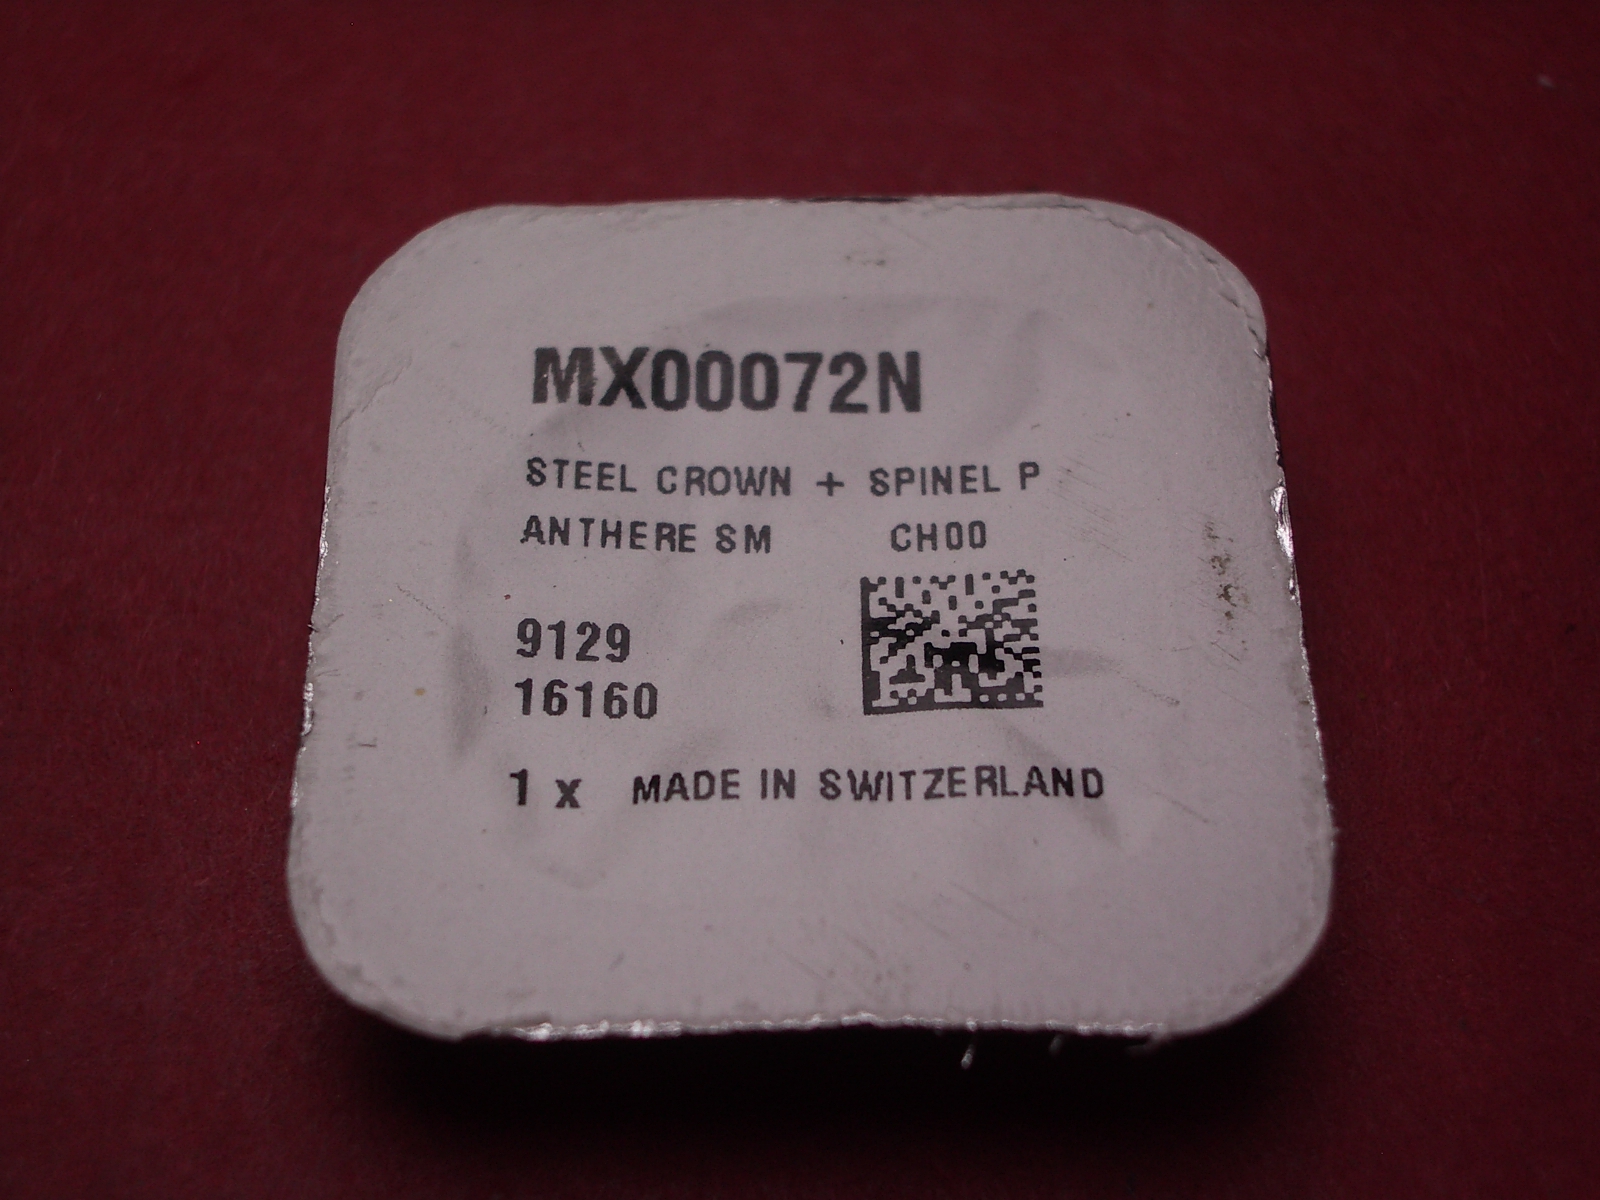 MX00072N
STEEL CROWN + SPINEL P
ANTHERE SM CH00
9129
16160
1 x MADE IN SWITZERLAND